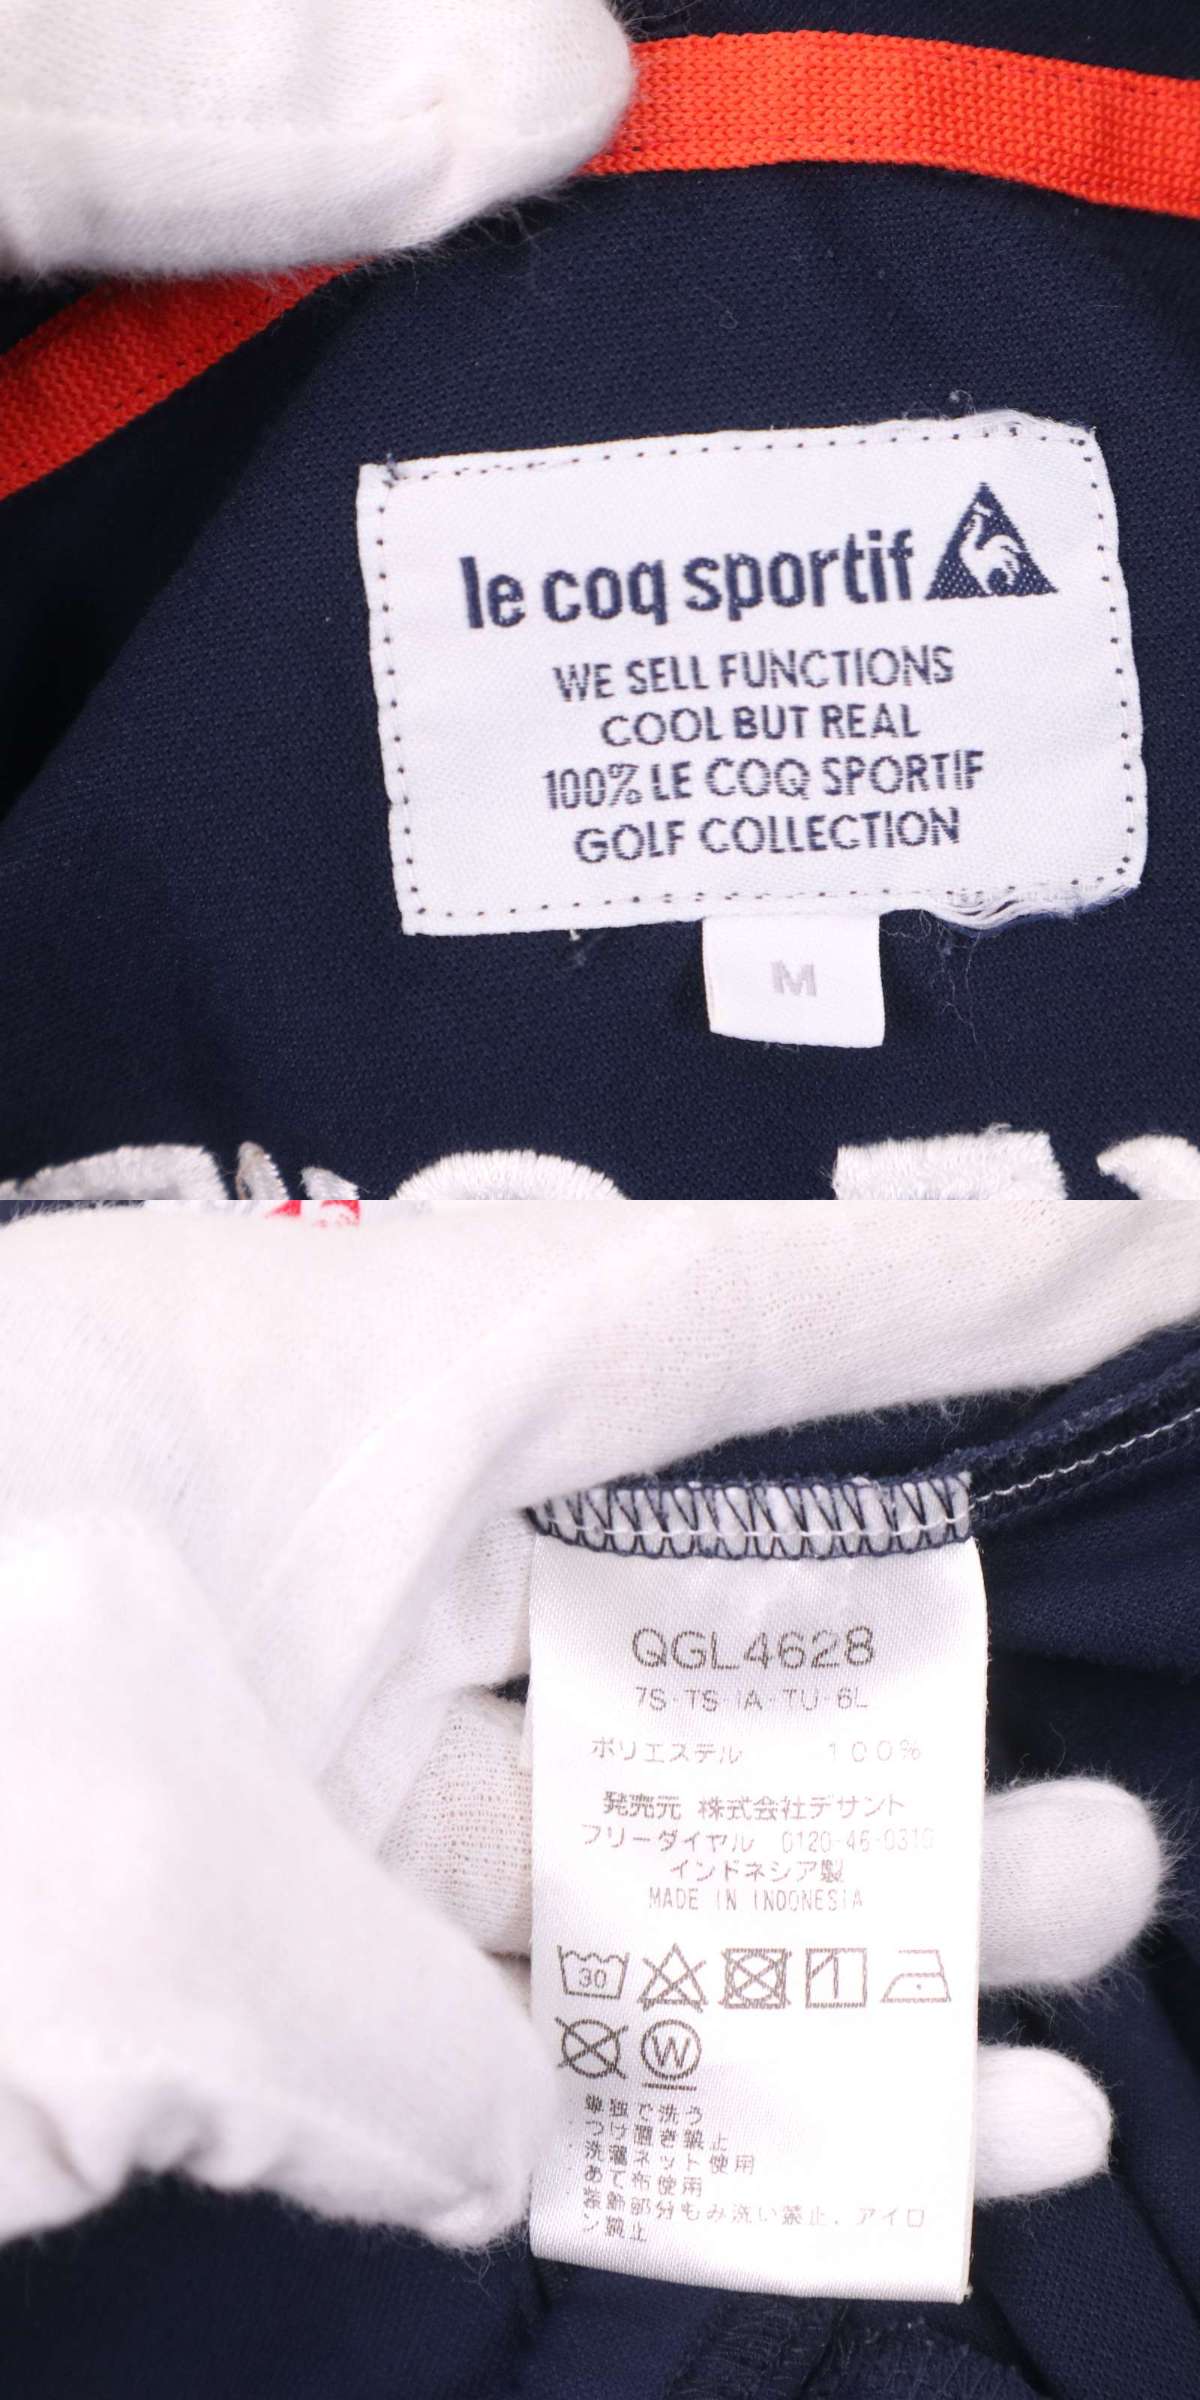 le coq sportif
WE SELL FUNCTIONS
COOL BUT REAL
100% LE COQ SPORTIF
GOLF COLLECTION
M
QGL4628
7S-TS-IA-TU-6L
ポリエステル 100%
発売元 株式会社デサント
フリーダイヤル 0120-46-0310
インドネシア製
MADE IN INDONESIA
30
1
W
単独で洗う
つけ置き禁止
洗濯ネット使用
あて布使用
装飾部分もみ洗い禁止、アイロ
ン禁止